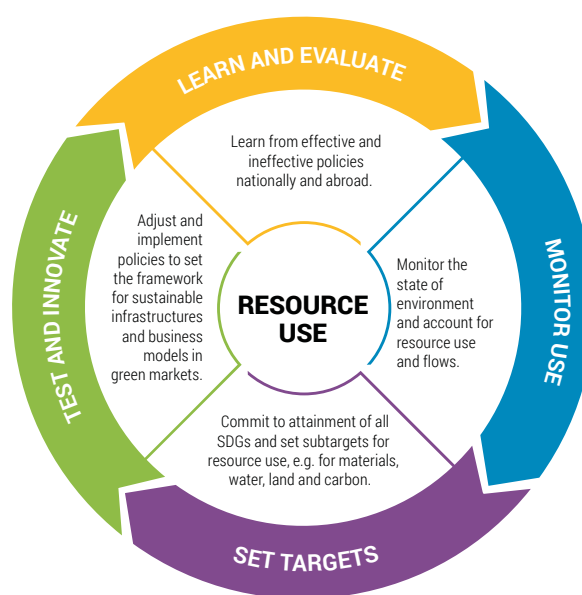 LEARN AND EVALUATE
Learn from effective and
ineffective policies
nationally and abroad.
MONITOR USE
Monitor the
state of
environment
and account for
resource use
and flows.
SET TARGETS
Commit to attainment of all
SDGs and set subtargets for
resource use, e.g. for materials,
water, land and carbon.
TEST AND INNOVATE
Adjust and
implement
policies to set
the framework
for sustainable
infrastructures
and business
models in
green markets.
RESOURCE
USE